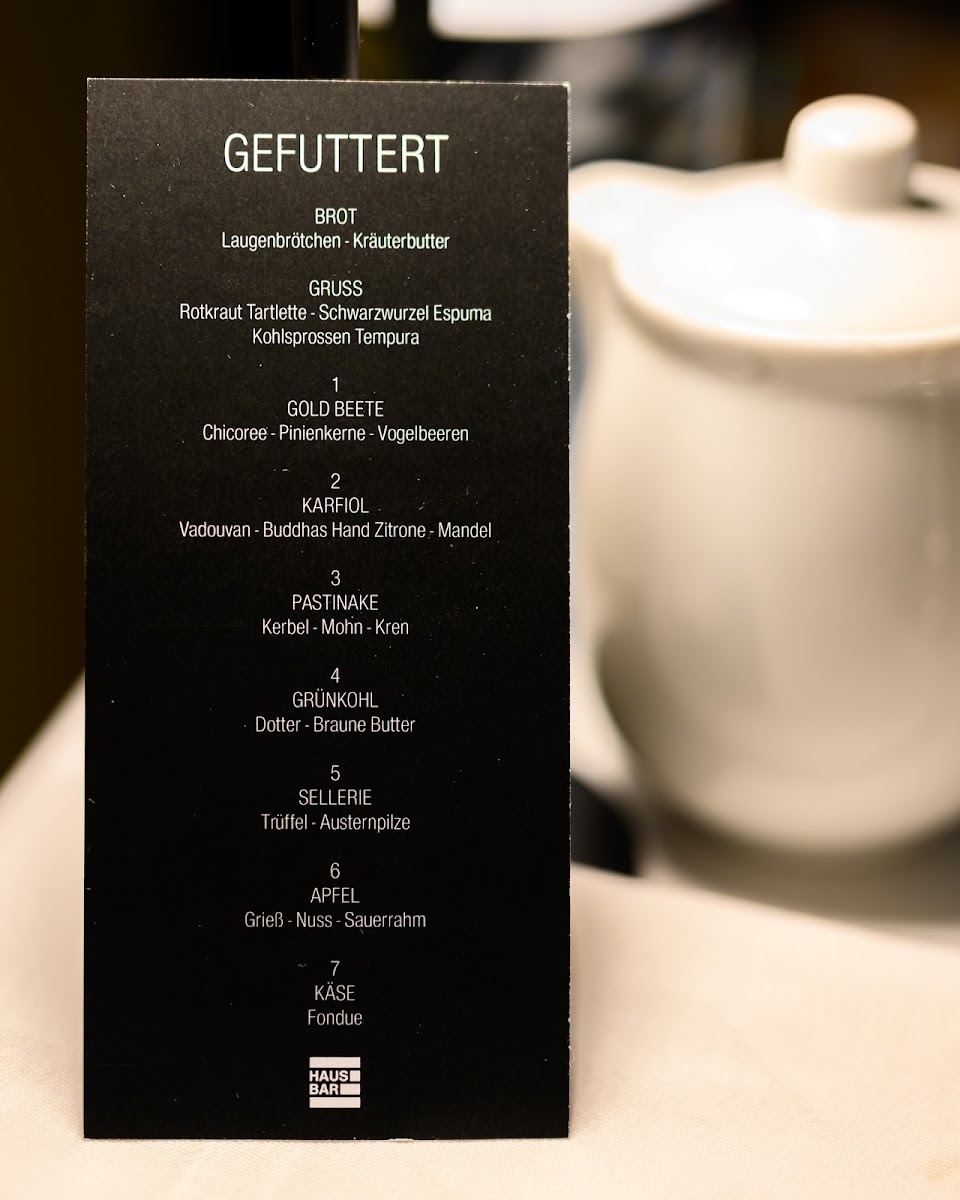 GEFUTTERT
BROT
Laugenbrötchen - Kräuterbutter
GRUSS
Rotkraut Tartlette - Schwarzwurzel Espuma
Kohlsprossen Tempura
1
GOLD BEETE
Chicoree - Pinienkerne - Vogelbeeren
2
KARFIOL
Vadouvan - Buddhas Hand Zitrone - Mandel
3
PASTINAKE
Kerbel - Mohn - Kren
4
GRÜNKOHL
Dotter - Braune Butter
5
SELLERIE
Trüffel - Austernpilze
6
APFEL
Grieß - Nuss - Sauerrahm
7
KÄSE
Fondue
HAUS
BAR